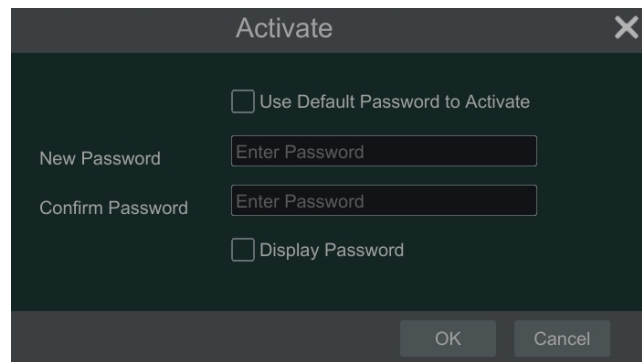 Activate
Use Default Password to Activate
New Password
Enter Password
Confirm Password
Enter Password
Display Password
OK
Cancel